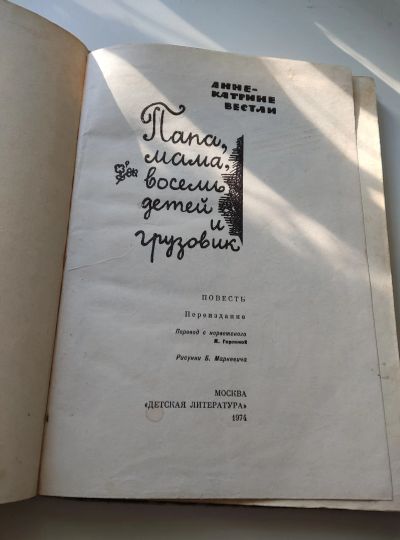 АННЕ-
КАТРИНЕ
ВЕСТЛИ
Папа,
мама,
восемь
детей
и
грузовик
ПОВЕСТЬ
Переиздание
Перевод с норвежского
Л. Горлиной
Рисунки Б. Маркевича
МОСКВА
«ДЕТСКАЯ ЛИТЕРАТУРА»
1974